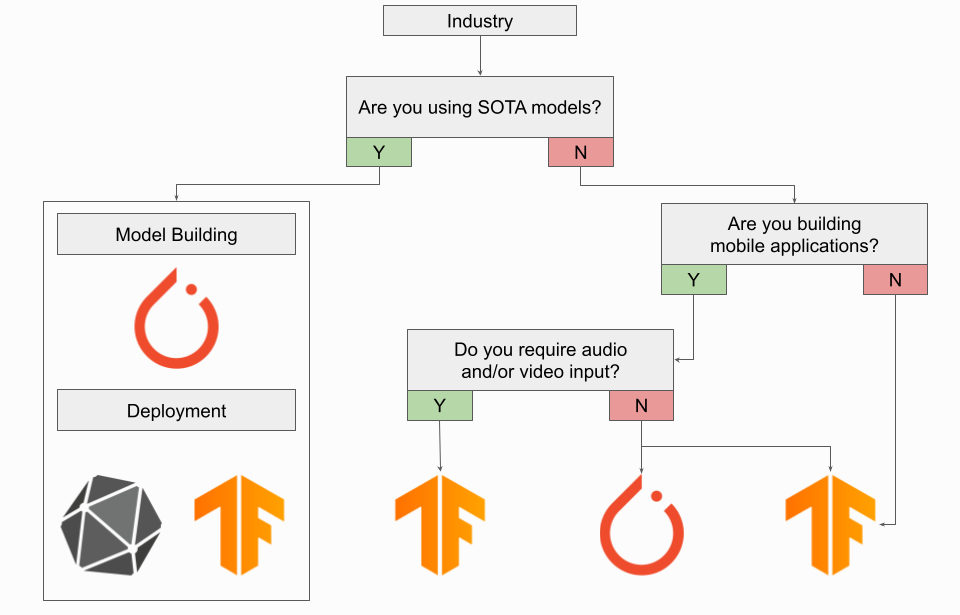 Industry
Are you using SOTA models?
Y
N
Model Building
Are you building
mobile applications?
Y
N
Do you require audio
and/or video input?
Y
N
Deployment